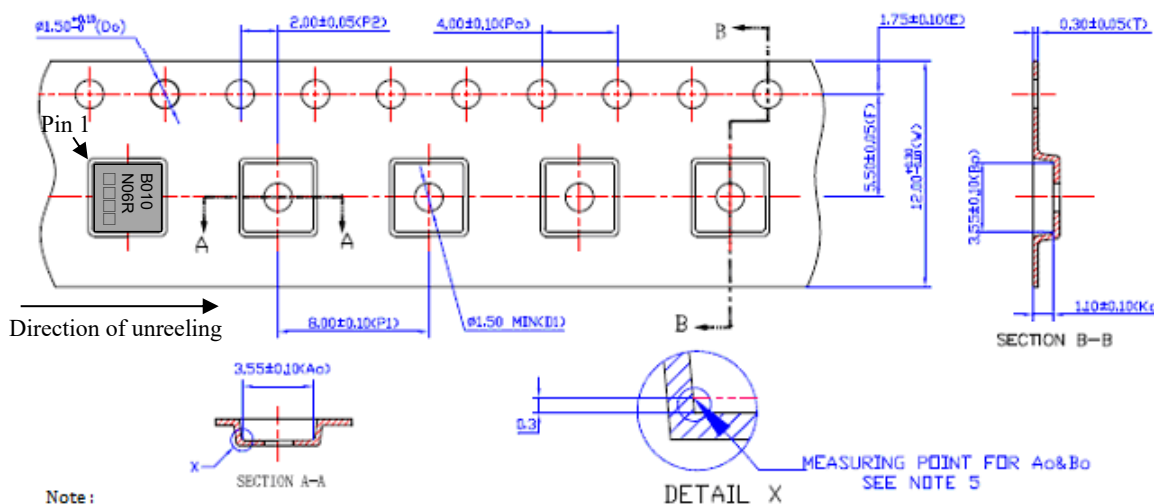 ø1.50 +0.10 -0 (Do)
2.00±0.05(P2)
4.00±0.10(Po)
B
1.75±0.10(E)
0.30±0.05(T)
Pin 1
B010
N06R
□□□□
A
A
5.50±0.05(F)
3.55±0.10(Bo)
Direction of unreeling
8.00±0.10(P1)
ø1.50 MIN(D1)
B
1.10±0.10(Ko
SECTION B-B
3.55±0.10(Ao)
X
SECTION A-A
0.3
MEASURING POINT FOR Ao&Bo
SEE NOTE 5
DETAIL X
Note: